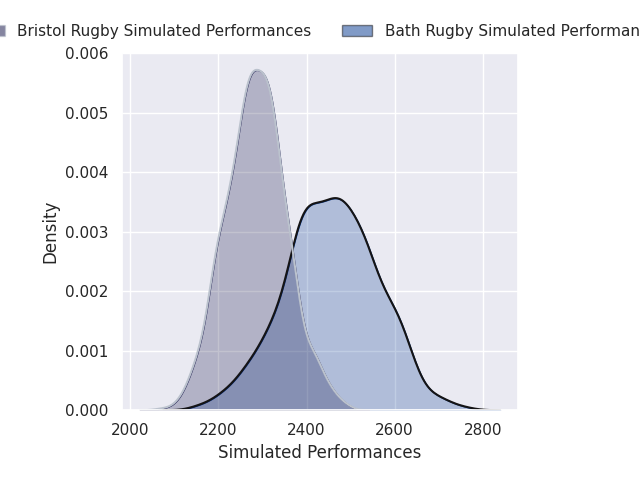 Bristol Rugby Simulated Performances
Bath Rugby Simulated Performan
0.006
0.005
0.004
0.003
0.002
0.001
0.000
Density
2000 2200 2400 2600 2800
Simulated Performances